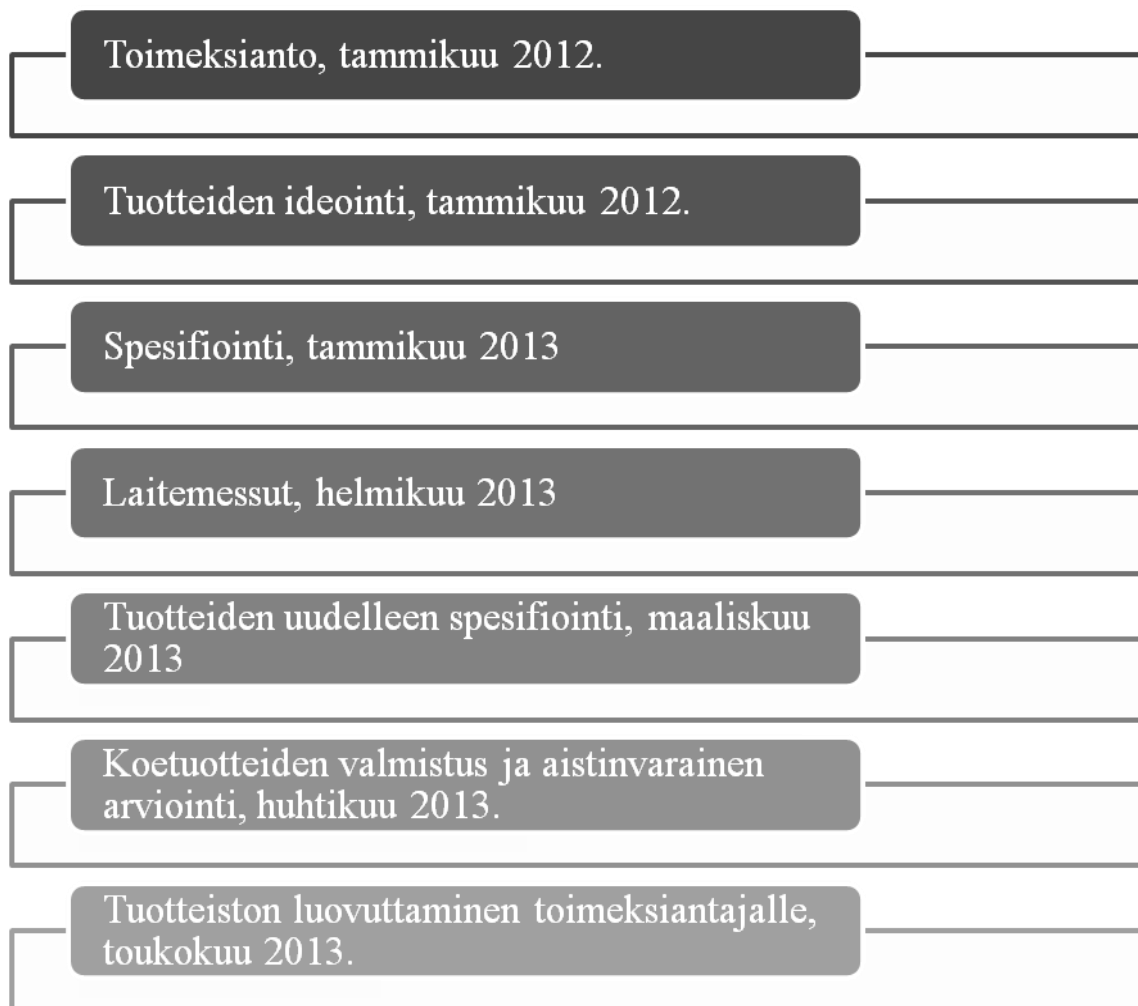 Toimeksianto, tammikuu 2012.
Tuotteiden ideointi, tammikuu 2012.
Spesifiointi, tammikuu 2013
Laitemessut, helmikuu 2013
Tuotteiden uudelleen spesifiointi, maaliskuu
2013
Koetuotteiden valmistus ja aistinvarainen
arviointi, huhtikuu 2013.
Tuotteiston luovuttaminen toimeksiantajalle,
toukokuu 2013.